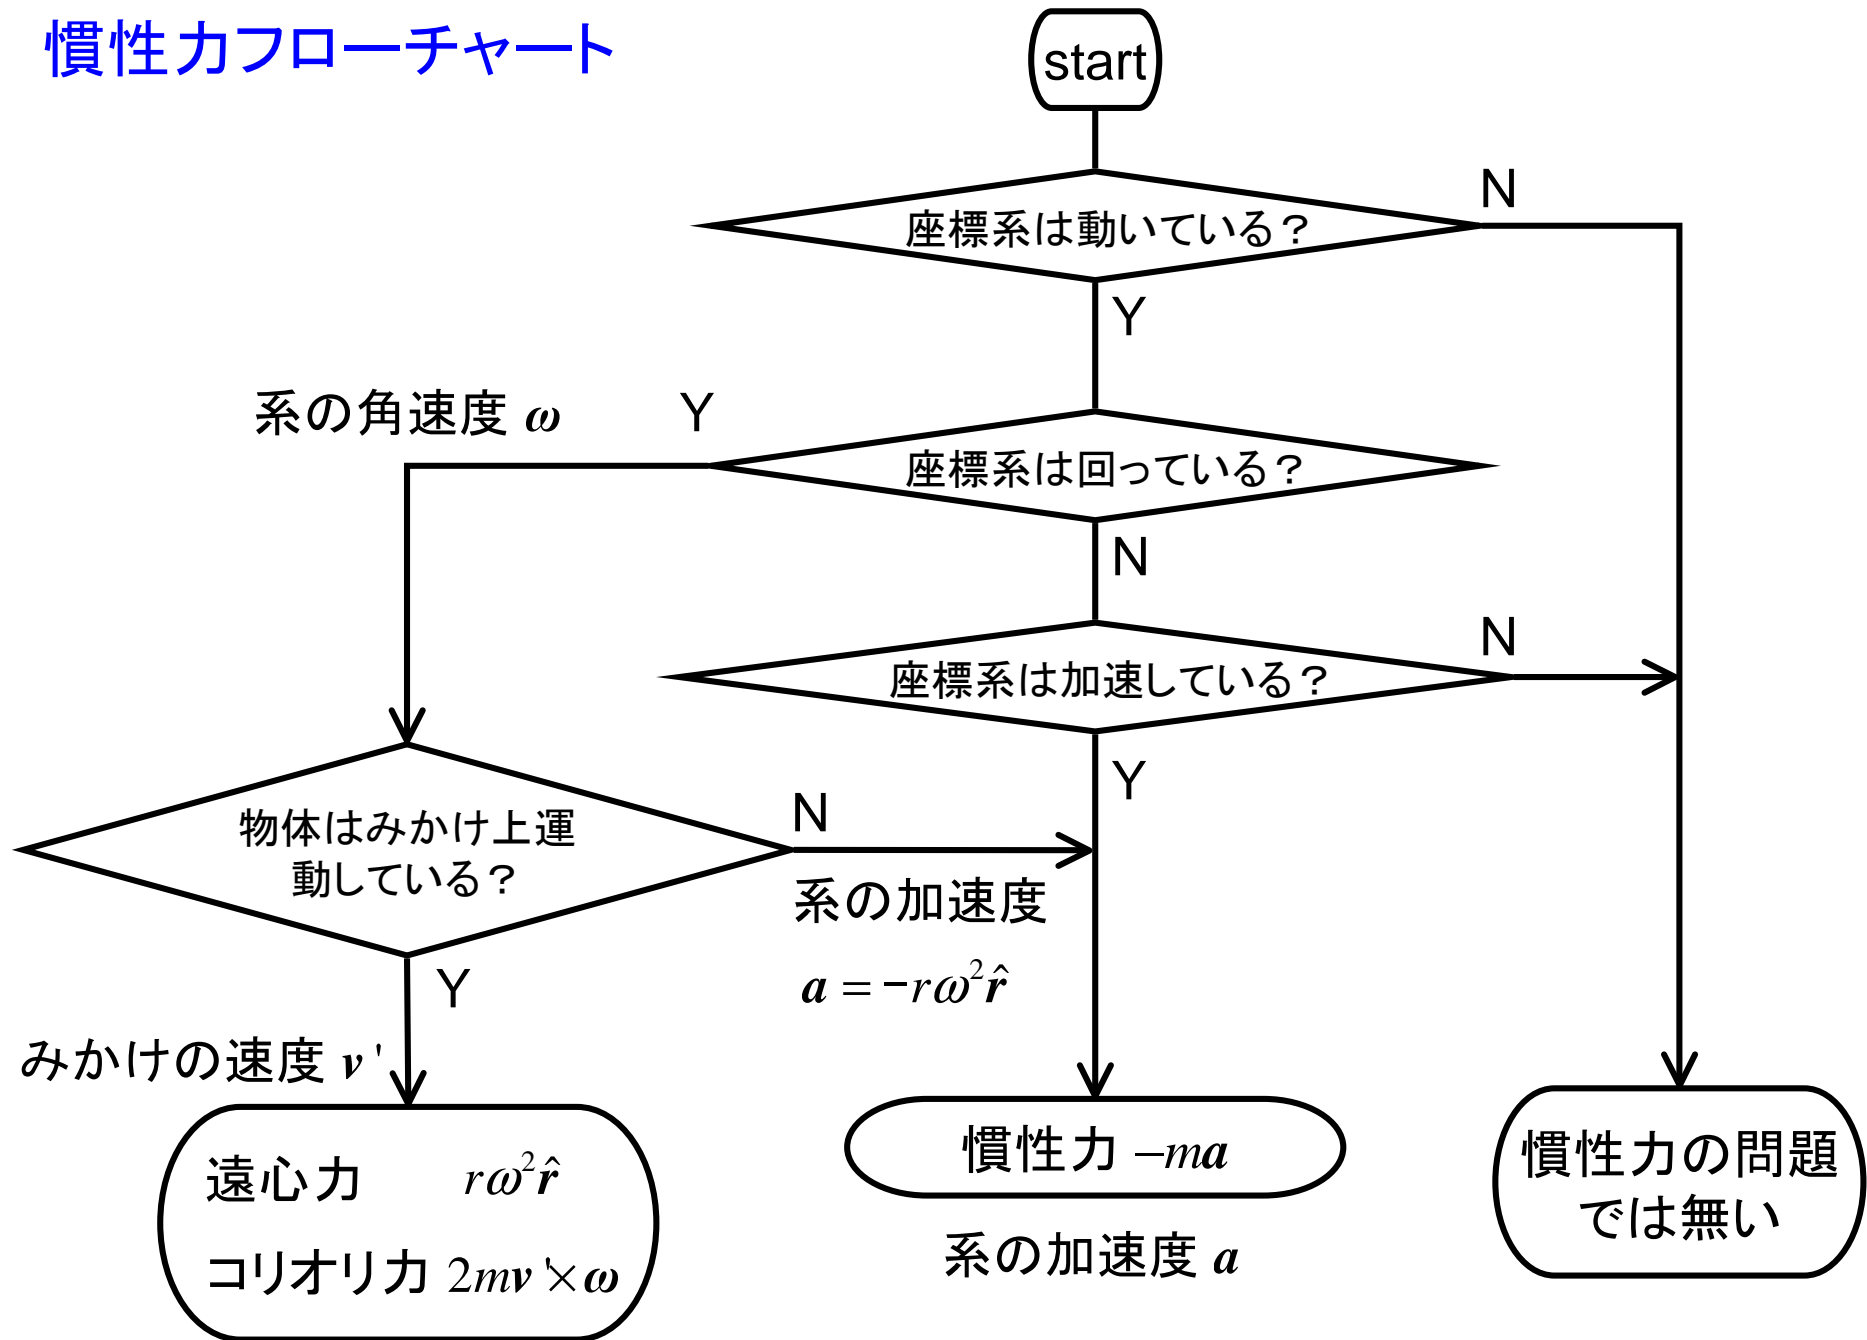 慣性力フローチャート
start
座標系は動いている？
N
Y
系の角速度 ω
Y
座標系は回っている？
N
座標系は加速している？
N
Y
物体はみかけ上運
動している？
N
系の加速度
a = −rω² r̂
Y
みかけの速度 v '
遠心力 rω² r̂
コリオリ力 2mv '×ω
慣性力 −ma
系の加速度 a
慣性力の問題
では無い